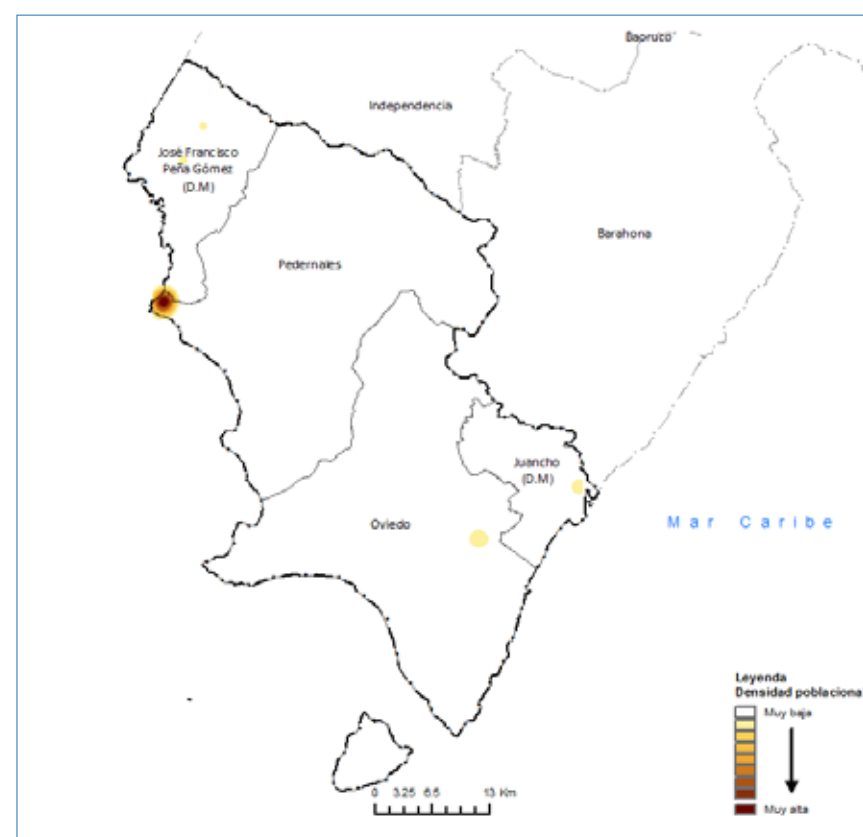 Baoruco
Independencia
José Francisco
Peña Gómez
(D.M)
Barahona
Pedernales
Juancho
(D.M)
Oviedo
Mar Caribe
Leyenda
Densidad poblaciona
Muy baja
Muy alta
0 3.25 6.5 13 Km